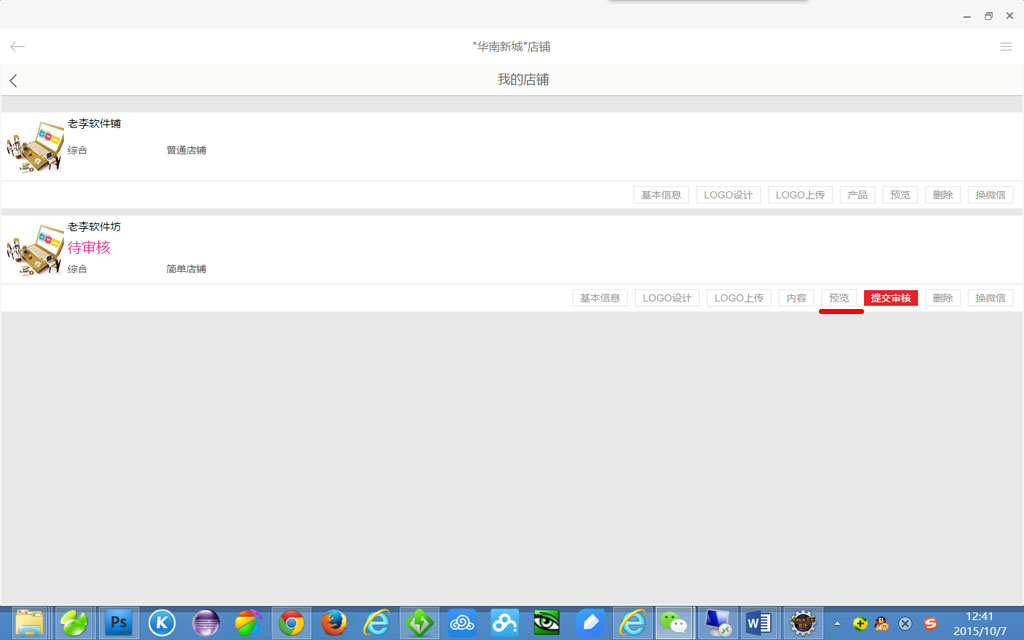 "华南新城"店铺
我的店铺
老李软件铺
综合 普通店铺
基本信息 LOGO设计 LOGO上传 产品 预览 删除 换微信
老李软件坊
待审核
综合 简单店铺
基本信息 LOGO设计 LOGO上传 内容 预览 提交审核 删除 换微信
Ps
K
W
S
12:41
2015/10/7